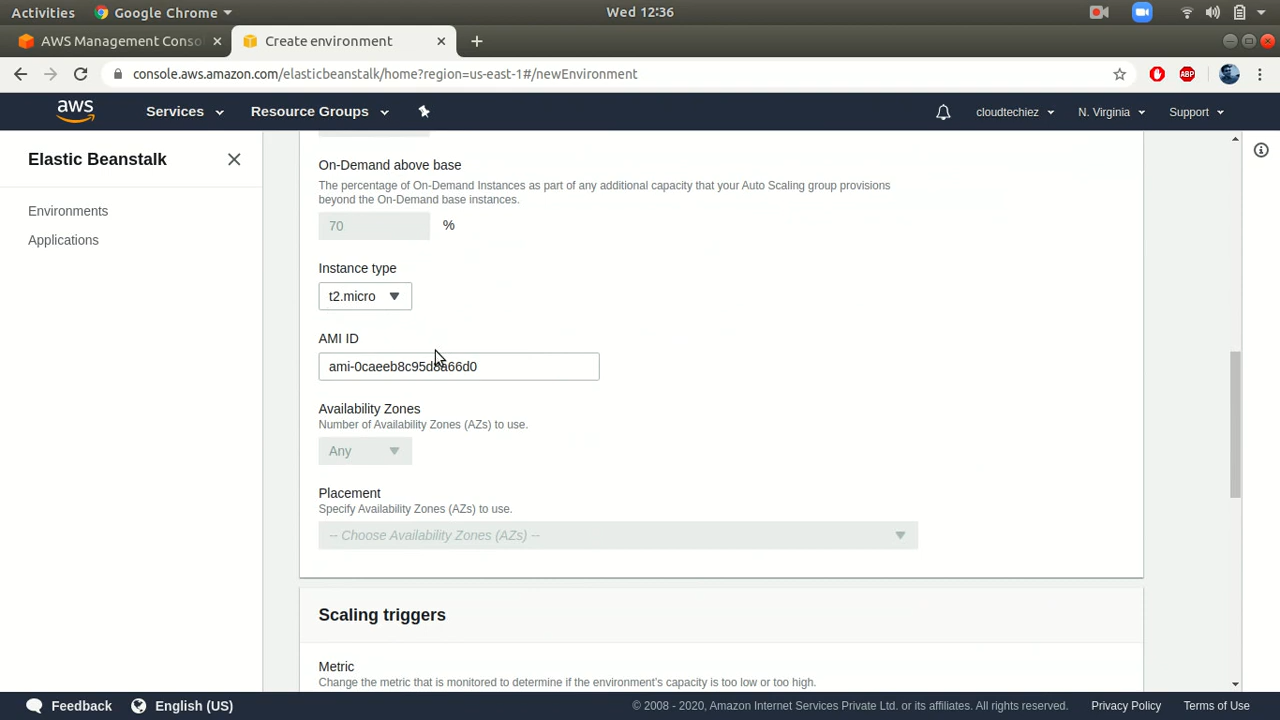 Activities Google Chrome Wed 12:36
AWS Management Conso Create environment
console.aws.amazon.com/elasticbeanstalk/home?region=us-east-1#/newEnvironment
ABP
aws Services Resource Groups cloudtechiez N. Virginia Support
Elastic Beanstalk
Environments
Applications
On-Demand above base
The percentage of On-Demand Instances as part of any additional capacity that your Auto Scaling group provisions
beyond the On-Demand base instances.
70 %
Instance type
t2.micro
AMI ID
ami-0caeeb8c95d8a66d0
Availability Zones
Number of Availability Zones (AZs) to use.
Any
Placement
Specify Availability Zones (AZs) to use.
-- Choose Availability Zones (AZs) --
Scaling triggers
Metric
Change the metric that is monitored to determine if the environment's capacity is too low or too high.
Feedback English (US) © 2008 - 2020, Amazon Internet Services Private Ltd. or its affiliates. All rights reserved. Privacy Policy Terms of Use